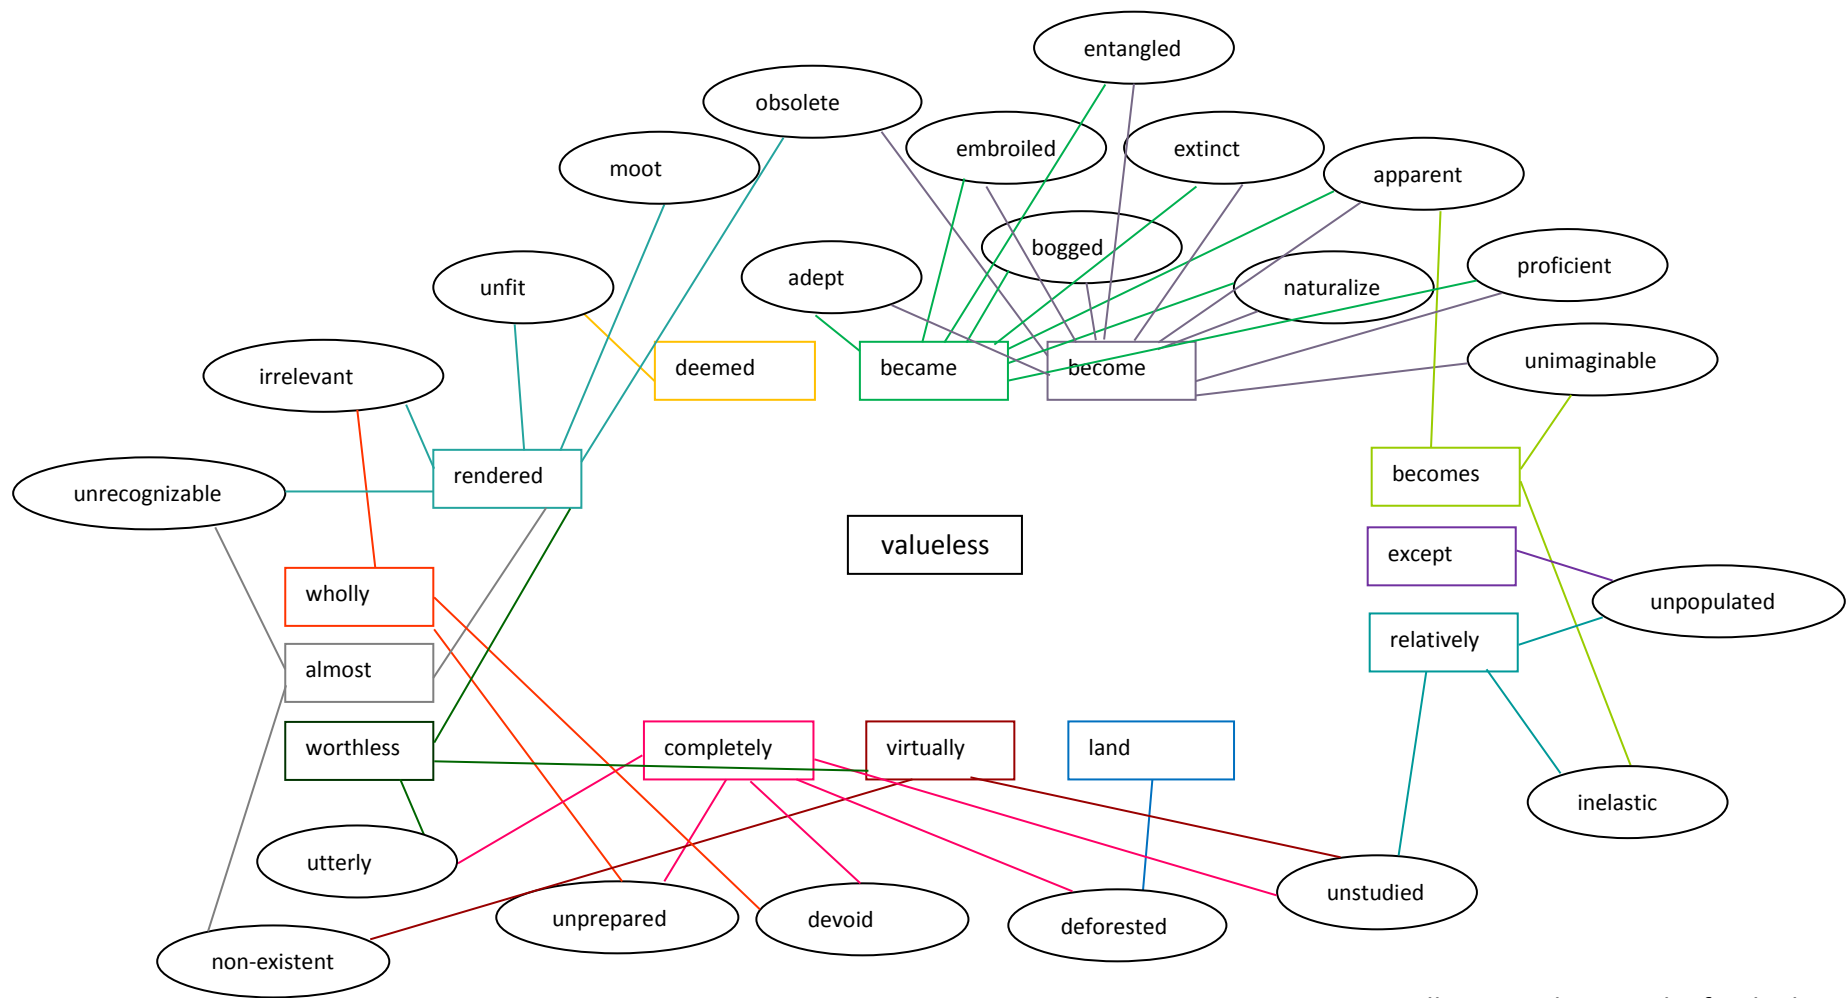 entangled
obsolete
embroiled
extinct
moot
apparent
bogged
adept
proficient
unfit
naturalize
unimaginable
deemed
became
become
irrelevant
rendered
becomes
unrecognizable
valueless
except
wholly
unpopulated
relatively
almost
worthless
completely
virtually
land
inelastic
utterly
unstudied
unprepared
devoid
deforested
non-existent